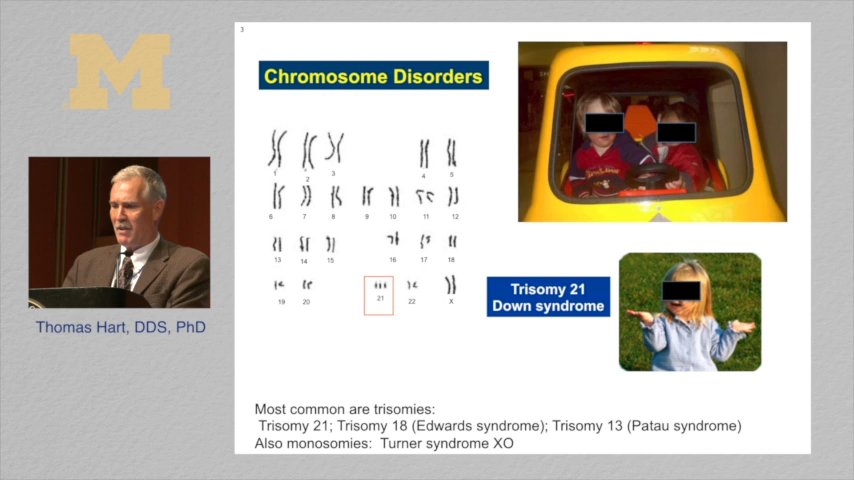 M
3
Chromosome Disorders
1 2 3 4 5
6 7 8 9 10 11 12
13 14 15 16 17 18
19 20 21 22 X
Trisomy 21
Down syndrome
Thomas Hart, DDS, PhD
Most common are trisomies:
Trisomy 21; Trisomy 18 (Edwards syndrome); Trisomy 13 (Patau syndrome)
Also monosomies: Turner syndrome XO